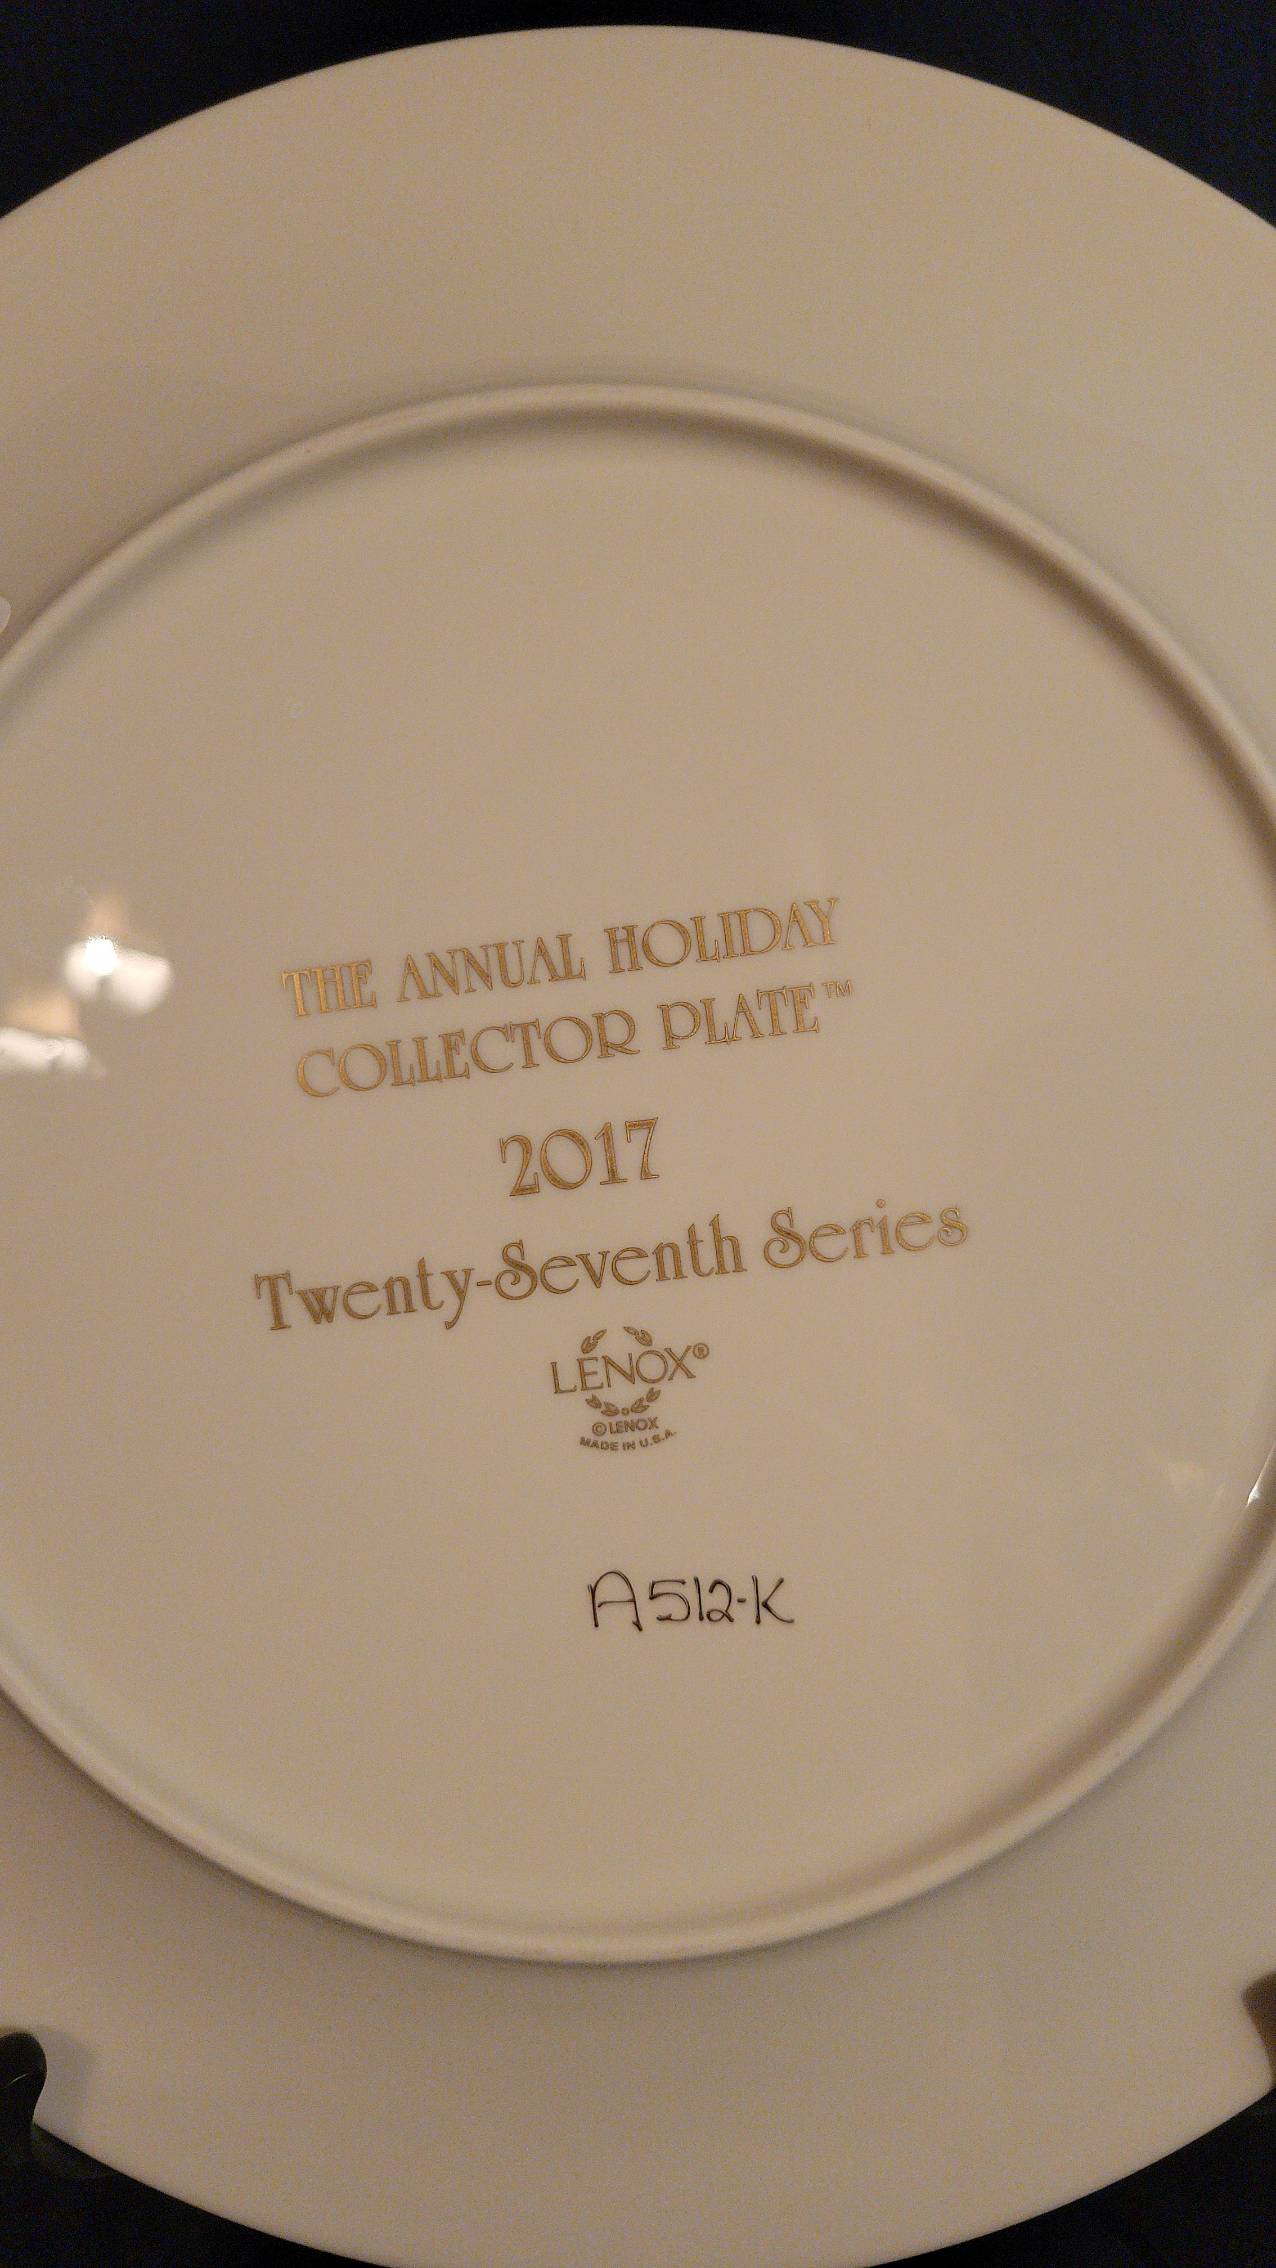 THE ANNUAL HOLIDAY
COLLECTOR PLATE™
2017
Twenty-Seventh Series
LENOX®
© LENOX
MADE IN U.S.A.
A512-K